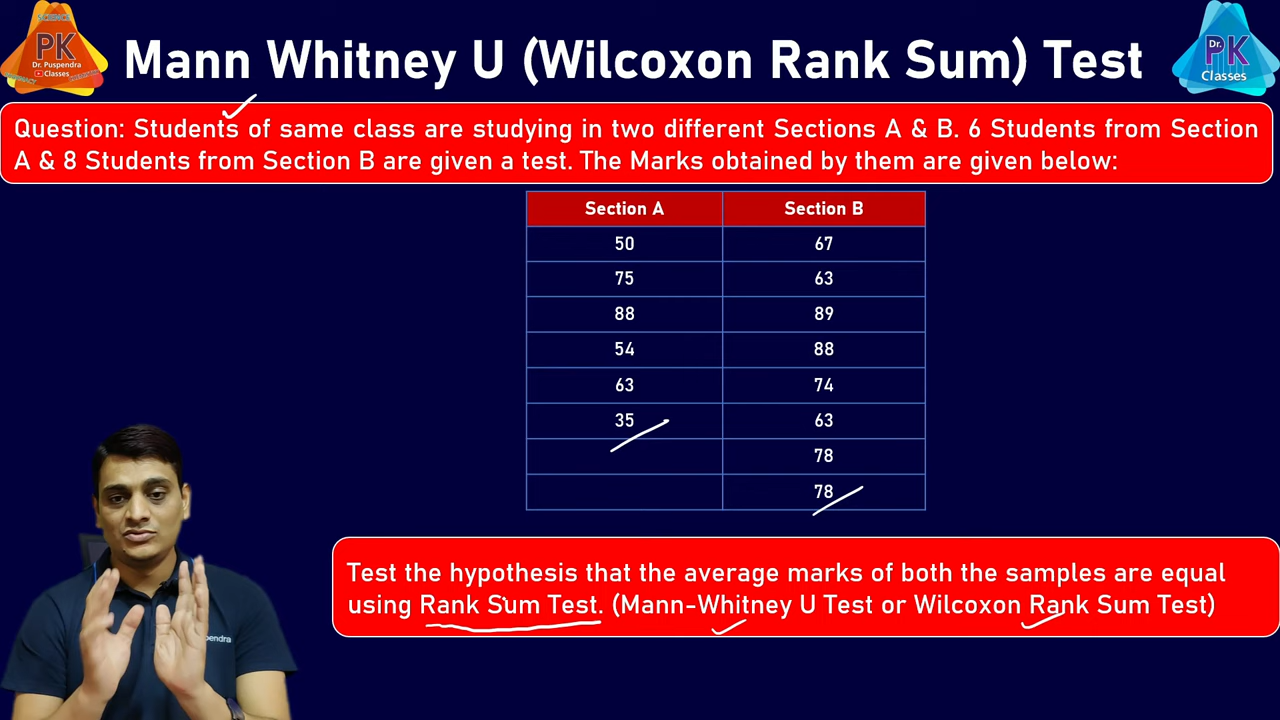 SCIENCE
PK
Dr. Puspendra
Classes
Mann Whitney U (Wilcoxon Rank Sum) Test
Dr.
PK
Classes
Question: Students of same class are studying in two different Sections A & B. 6 Students from Section
A & 8 Students from Section B are given a test. The Marks obtained by them are given below:
Section A Section B
50 67
75 63
88 89
54 88
63 74
35 63
78
78
Test the hypothesis that the average marks of both the samples are equal
using Rank Sum Test. (Mann-Whitney U Test or Wilcoxon Rank Sum Test)
pendra